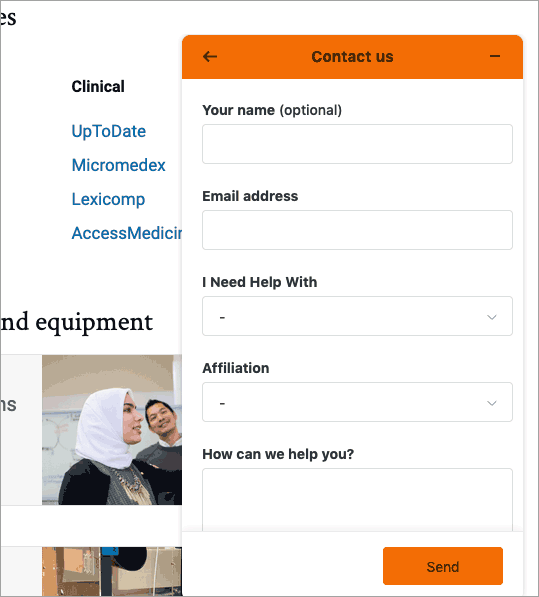 es
Clinical
UpToDate
Micromedex
Lexicomp
AccessMedicin
nd equipment
ns
Contact us
Your name (optional)
Email address
I Need Help With
-
Affiliation
-
How can we help you?
Send